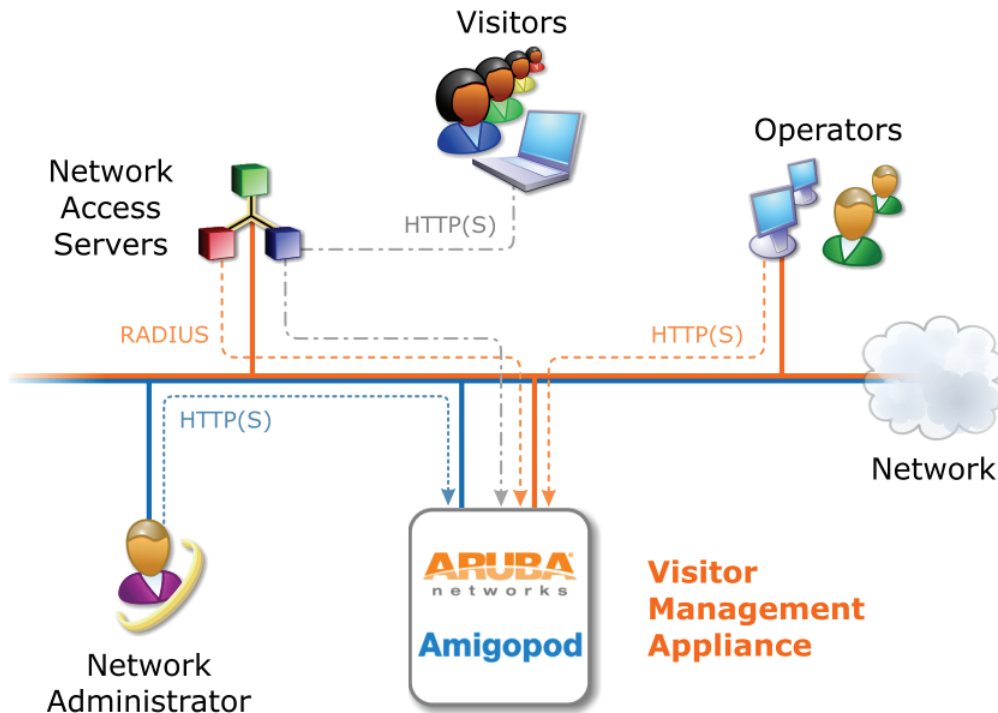 Visitors
Operators
Network
Access
Servers
HTTP(S)
RADIUS
HTTP(S)
HTTP(S)
Network
ARUBA
networks
Amigopod
Visitor
Management
Appliance
Network
Administrator